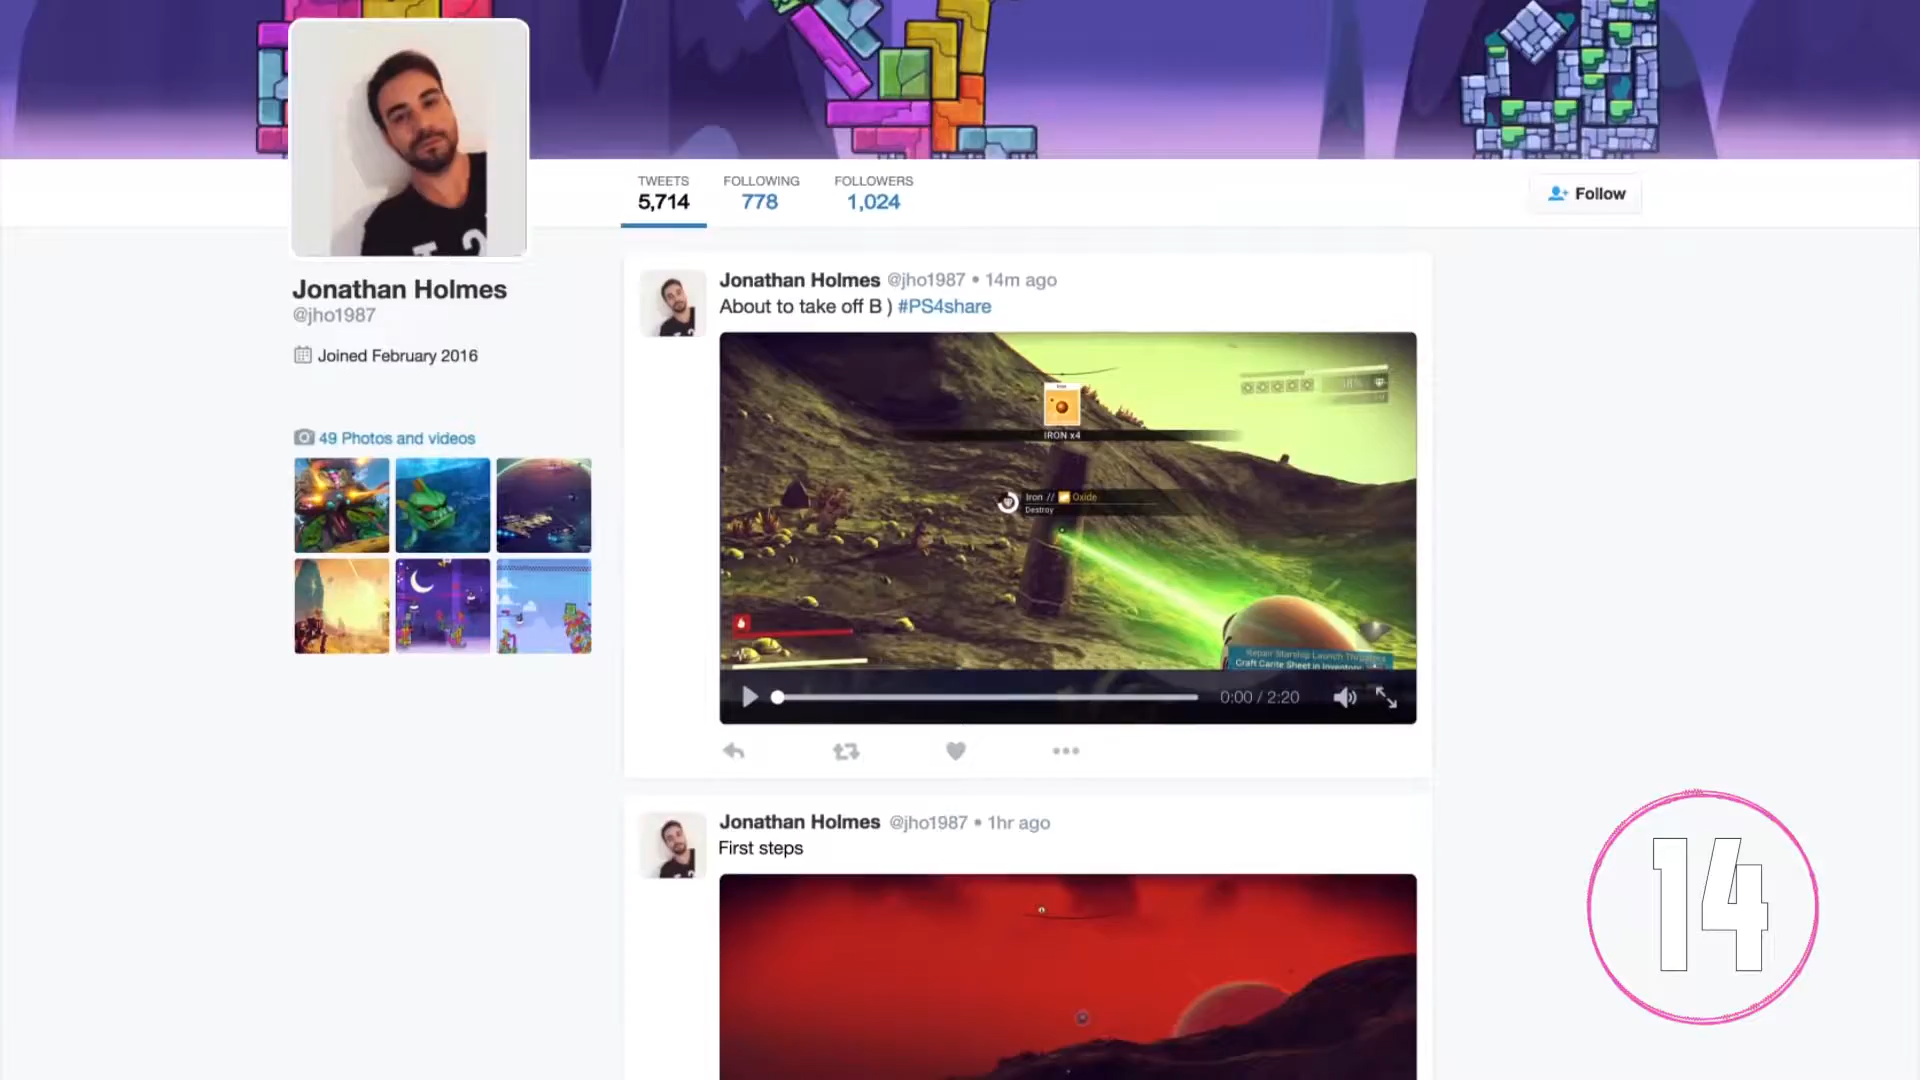 TWEETS
5,714
FOLLOWING
778
FOLLOWERS
1,024
Follow
Jonathan Holmes
@jho1987
Joined February 2016
49 Photos and videos
Jonathan Holmes @jho1987 • 14m ago
About to take off B ) #PS4share
IRON x4
Iron // Oxide
Destroy
Repair Starship Launch
Craft Carite Sheet in Inventory
0:00 / 2:20
Jonathan Holmes @jho1987 • 1hr ago
First steps
14